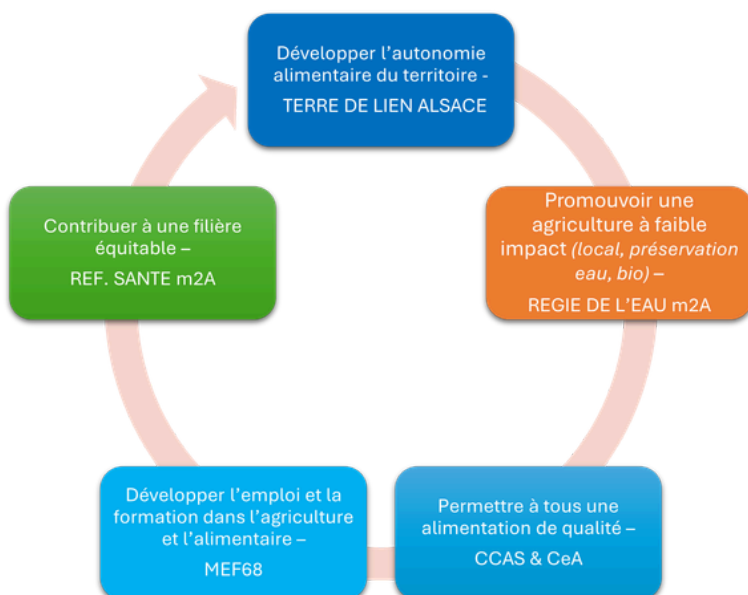 Développer l’autonomie
alimentaire du territoire -
TERRE DE LIEN ALSACE
Promouvoir une
agriculture à faible
impact (local, préservation
eau, bio) –
REGIE DE L’EAU m2A
Permettre à tous une
alimentation de qualité –
CCAS & CeA
Développer l’emploi et la
formation dans l’agriculture
et l’alimentaire –
MEF68
Contribuer à une filière
équitable –
REF. SANTE m2A